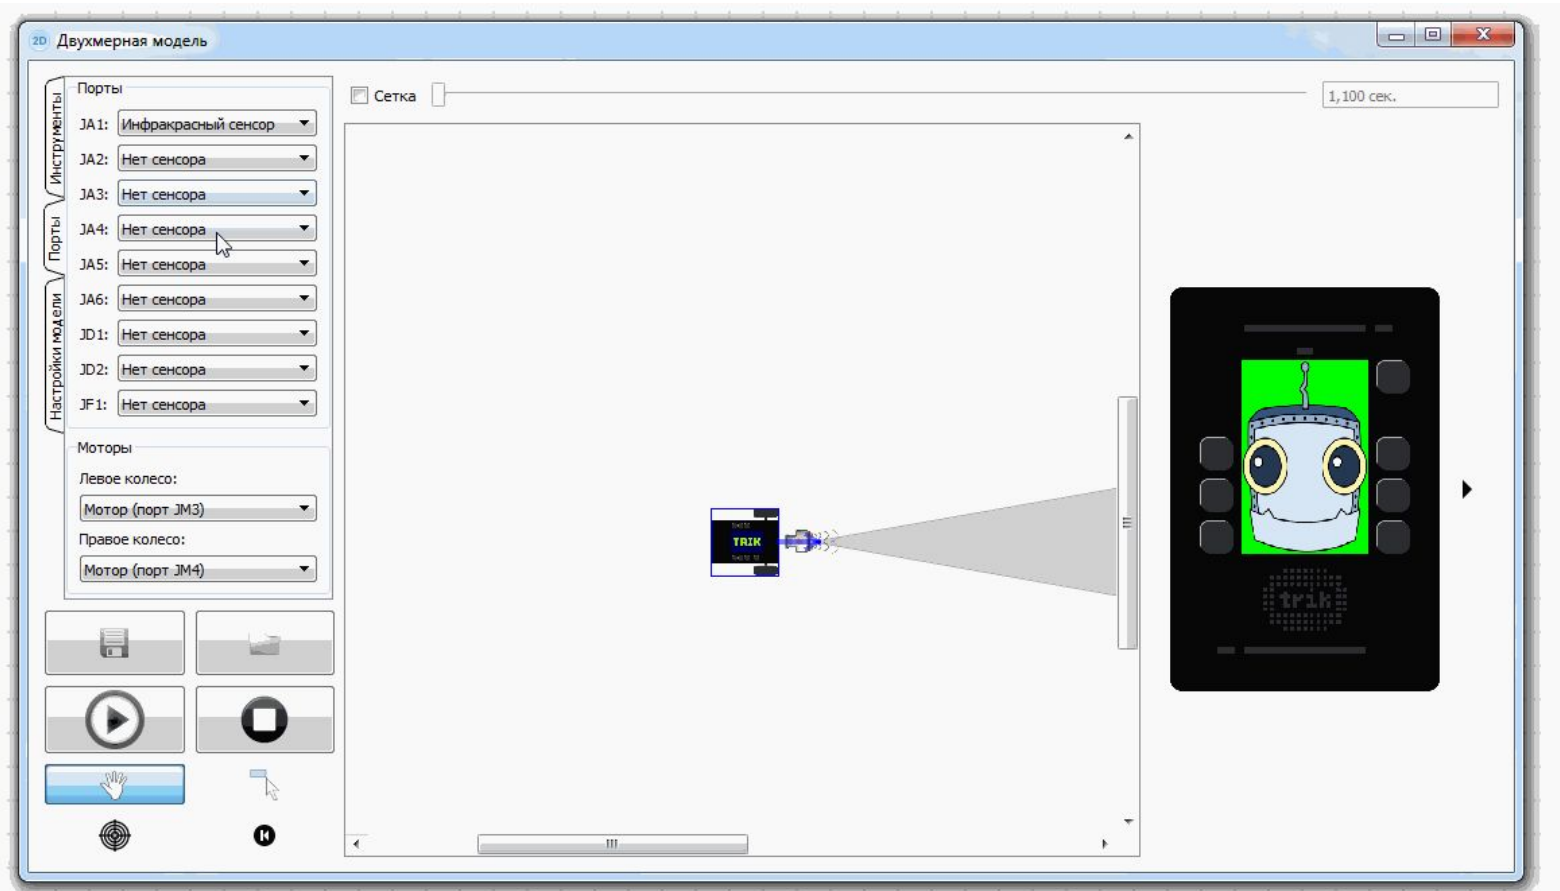 2D Двухмерная модель
Инструменты
Порты
Настройки модели
Порты
JA1: Инфракрасный сенсор
JA2: Нет сенсора
JA3: Нет сенсора
JA4: Нет сенсора
JA5: Нет сенсора
JA6: Нет сенсора
JD1: Нет сенсора
JD2: Нет сенсора
JF1: Нет сенсора
Моторы
Левое колесо:
Мотор (порт JM3)
Правое колесо:
Мотор (порт JM4)
Сетка
1,100 сек.
TRIK
trik